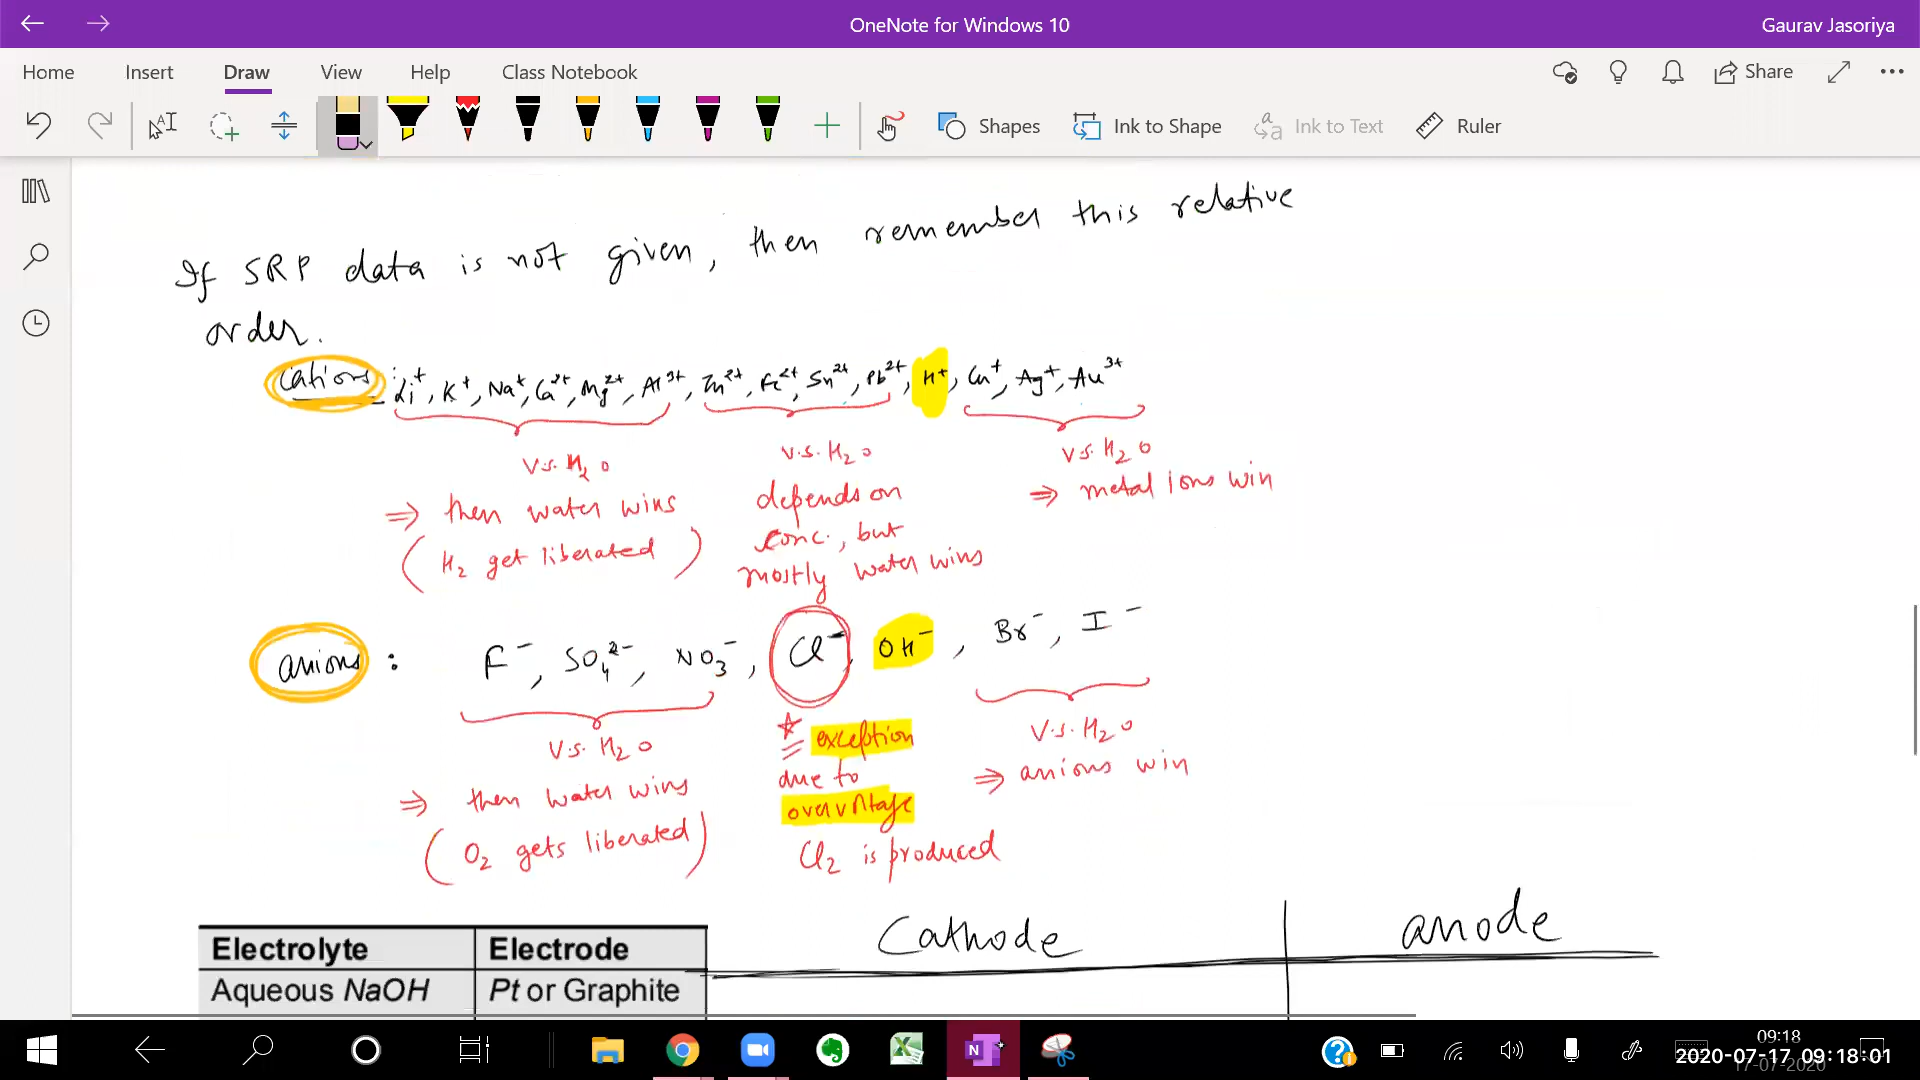 OneNote for Windows 10
Gaurav Jasoriya
Home Insert Draw View Help Class Notebook
Share
Shapes Ink to Shape Ink to Text Ruler
If SRP data is not given, then remember this relative
order.
Cations : Li⁺, K⁺, Na⁺, Ca²⁺, Mg²⁺, Al³⁺, Zn²⁺, Fe²⁺, Sn²⁺, Pb²⁺, H⁺, Cu⁺, Ag⁺, Au³⁺
v.s. H₂O
⇒ then water wins
(H₂ get liberated)
v.s. H₂O
depends on
conc., but
mostly water wins
v.s. H₂O
⇒ metal ions win
anions : F⁻, SO₄²⁻, NO₃⁻, Cl⁻, OH⁻, Br⁻, I⁻
v.s. H₂O
⇒ then water wins
(O₂ gets liberated)
exception
due to
overvltage
Cl₂ is produced
V.s. H₂O
⇒ anions win
Cathode anode
Electrolyte Electrode
Aqueous NaOH Pt or Graphite
09:18
2020-07-17 09:18:01
17-07-2020